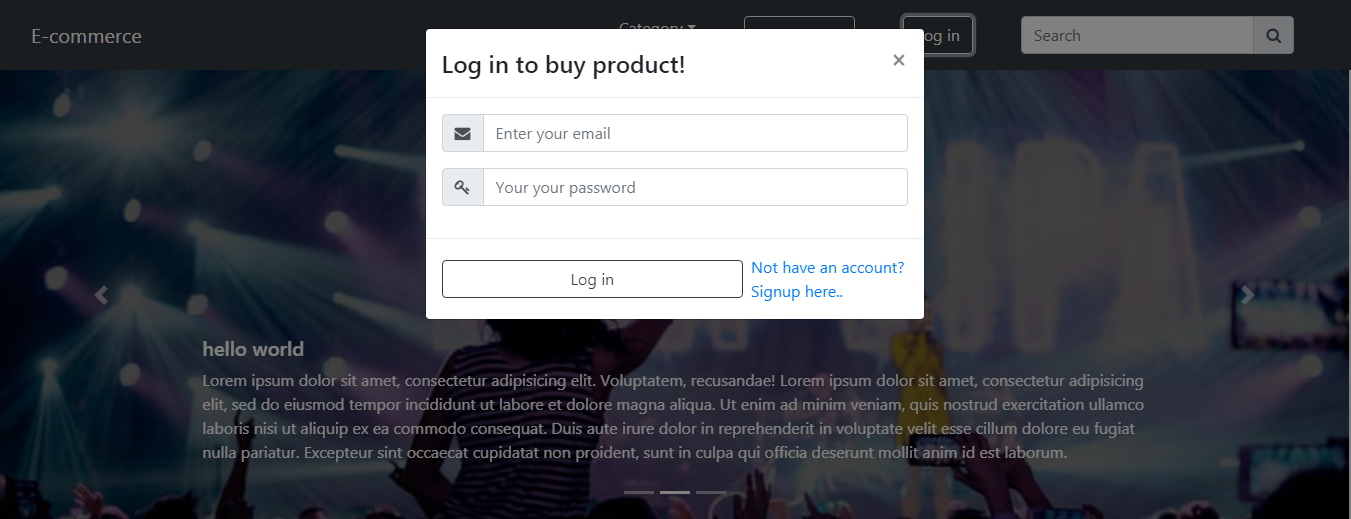 E-commerce
Category
og in
Search
Log in to buy product!
×
Enter your email
Your your password
Log in
Not have an account?
Signup here..
hello world
Lorem ipsum dolor sit amet, consectetur adipisicing elit. Voluptatem, recusandae! Lorem ipsum dolor sit amet, consectetur adipisicing
elit, sed do eiusmod tempor incididunt ut labore et dolore magna aliqua. Ut enim ad minim veniam, quis nostrud exercitation ullamco
laboris nisi ut aliquip ex ea commodo consequat. Duis aute irure dolor in reprehenderit in voluptate velit esse cillum dolore eu fugiat
nulla pariatur. Excepteur sint occaecat cupidatat non proident, sunt in culpa qui officia deserunt mollit anim id est laborum.